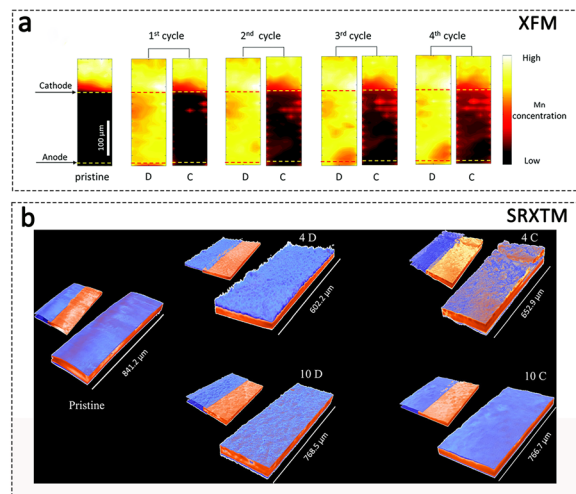 a
XFM
1st cycle
2nd cycle
3rd cycle
4th cycle
High
Cathode
100 μm
Mn
concentration
Anode
Low
pristine
D
C
D
C
D
C
D
C
b
SRXTM
4 D
4 C
602.2 μm
652.9 μm
841.2 μm
Pristine
10 D
10 C
768.5 μm
766.7 μm